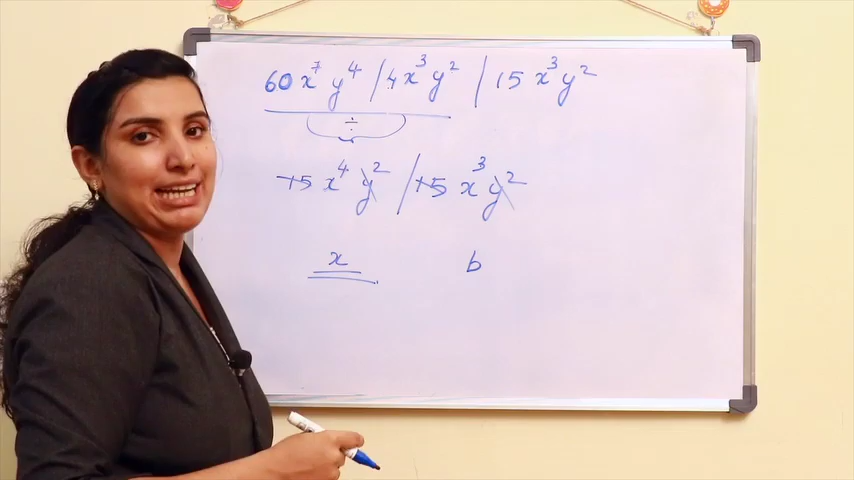 60x⁷y⁴ / 4x³y² / 15x³y²
÷
15x⁴y² / 15x³y²
x b